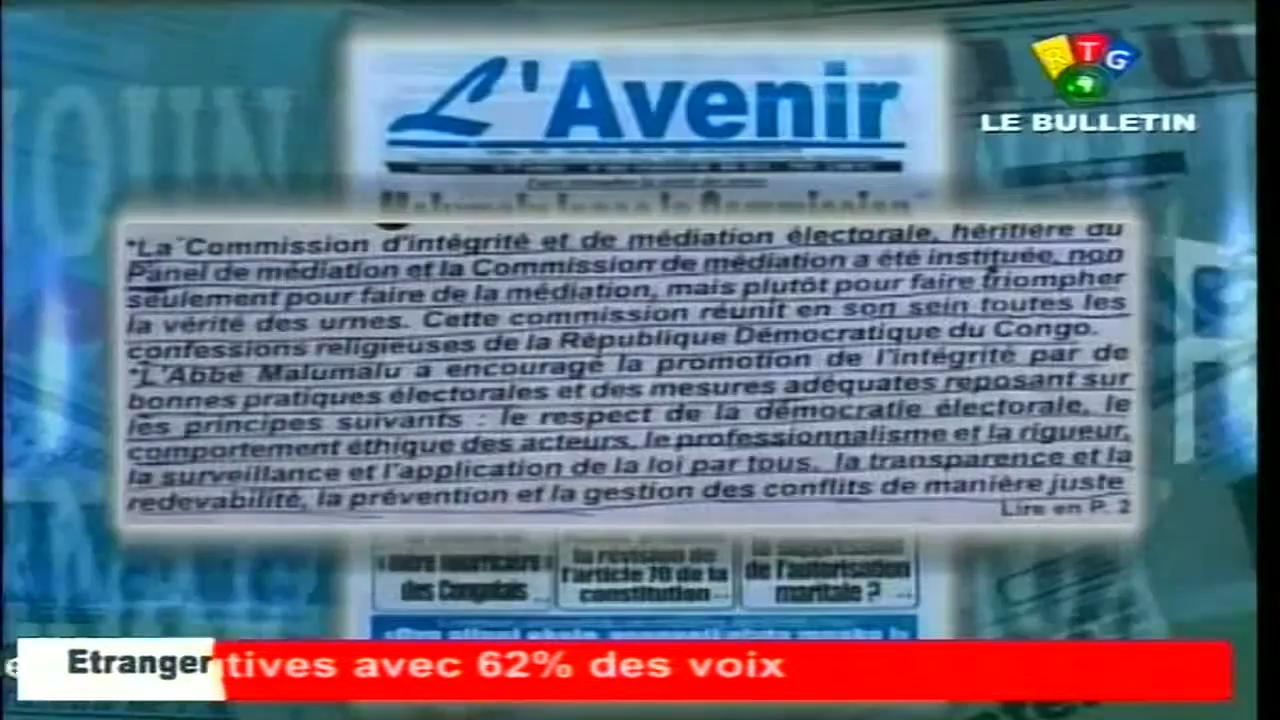 L'Avenir
RTG
LE BULLETIN
*La Commission d'intégrité et de médiation électorale, héritière du
Panel de médiation et la Commission de médiation a été instituée, non
seulement pour faire de la médiation, mais plutôt pour faire triompher
la vérité des urnes. Cette commission réunit en son sein toutes les
confessions religieuses de la République Démocratique du Congo.
*L'Abbé Malumalu a encouragé la promotion de l'intégrité par de
bonnes pratiques électorales et des mesures adéquates reposant sur
les principes suivants : le respect de la démocratie électorale, le
comportement éthique des acteurs, le professionnalisme et la rigueur,
la surveillance et l'application de la loi par tous, la transparence et la
redevabilité, la prévention et la gestion des conflits de manière juste
Lire en P. 2
des Congolais
la révision de
l'article 70 de la
constitution
de l'autorisation
maritale ?
Etranger
tives avec 62% des voix